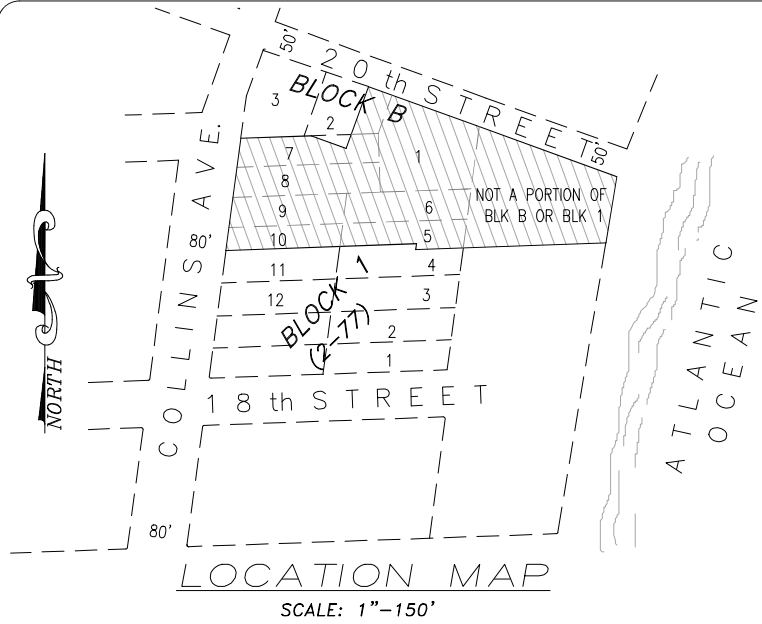 50'
20th STREET
50'
BLOCK B
3
2
7
1
8
NOT A PORTION OF
BLK B OR BLK 1
9
6
10
5
80'
COLLINS AVE.
11
4
12
3
BLOCK 1
(2-77)
2
1
18th STREET
NORTH
ATLANTIC
OCEAN
80'
LOCATION MAP
SCALE: 1"-150'